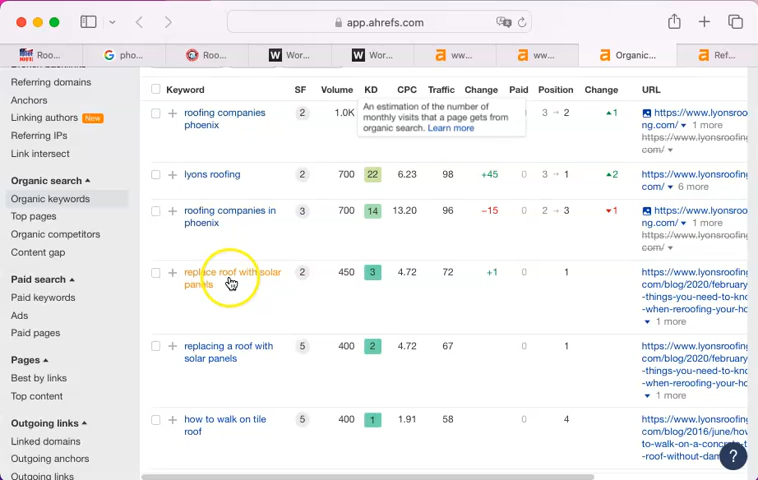 app.ahrefs.com
Roo...
pho...
Roo...
Wor...
Wor...
ww...
ww...
Organic...
Ref...
Referring domains
Anchors
Linking authors New
Referring IPs
Link intersect
Organic search
Organic keywords
Top pages
Organic competitors
Content gap
Paid search
Paid keywords
Ads
Paid pages
Pages
Best by links
Top content
Outgoing links
Linked domains
Outgoing anchors
Keyword SF Volume KD CPC Traffic Change Paid Position Change URL
roofing companies
phoenix
2 1.0K 3 → 2 1
An estimation of the number of
monthly visits that a page gets from
organic search. Learn more
https://www.lyonsroo
ng.com/ 1 more
https://www.lyonsroo
com/
lyons roofing 2 700 22 6.23 98 +45 0 3 → 1 2
https://www.lyonsroo
ng.com/ 6 more
roofing companies in
phoenix
3 700 14 13.20 96 −15 0 2 → 3 1
https://www.lyonsroo
ng.com/ 1 more
https://www.lyonsroo
com/
replace roof with solar
panels
2 450 3 4.72 72 +1 0 1
https://www.lyonsroofing.
com/blog/2020/february
-things-you-need-to-kno
-when-reroofing-your-ho
1 more
replacing a roof with
solar panels
5 400 2 4.72 67 0 1
https://www.lyonsroofing.
com/blog/2020/february
-things-you-need-to-kno
-when-reroofing-your-ho
1 more
how to walk on tile
roof
5 400 1 1.91 58 0 4
https://www.lyonsroofing.
com/blog/2016/june/how
-to-walk-on-a-concrete-t
?